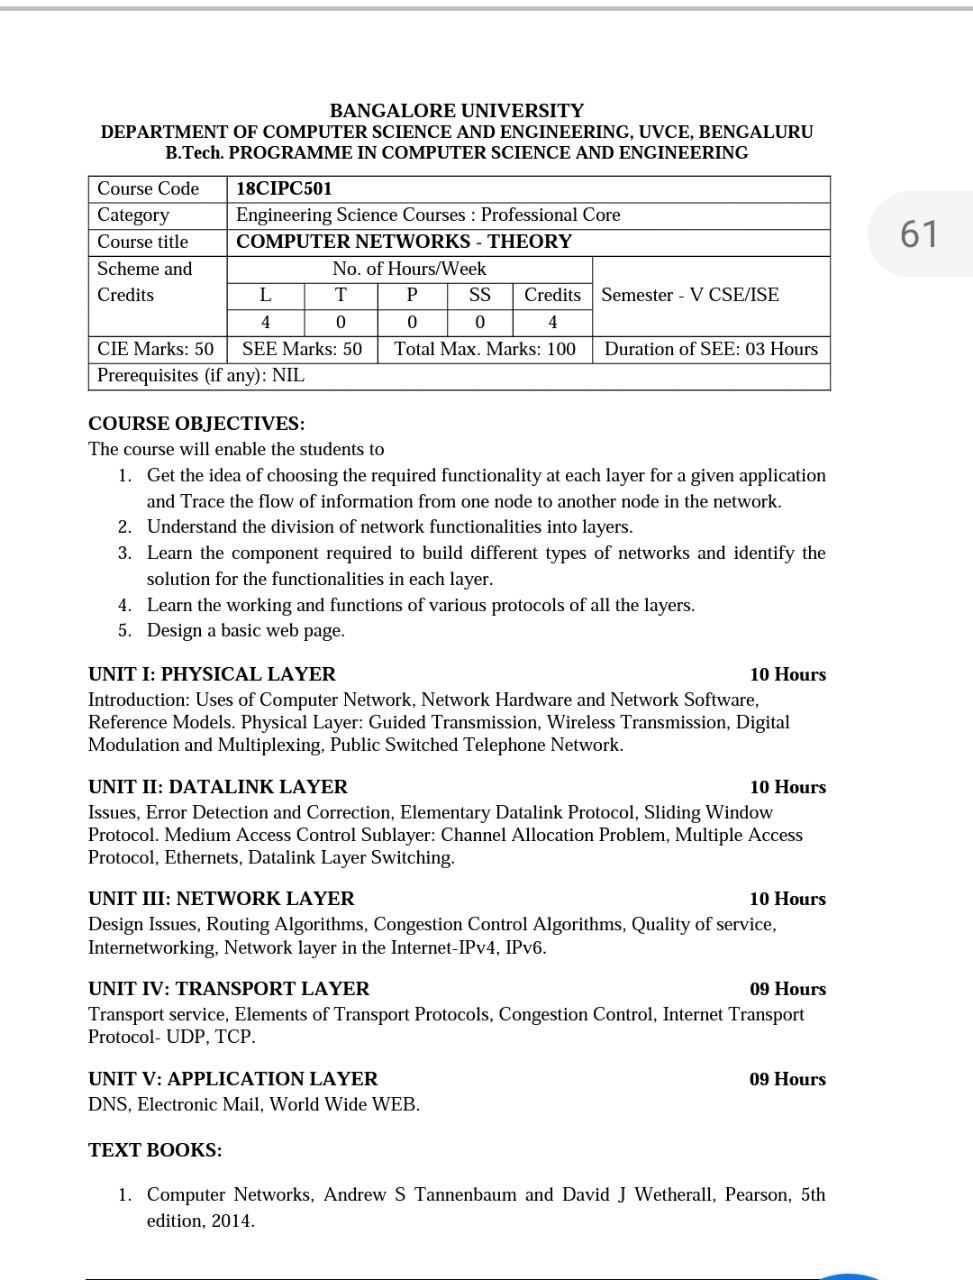 BANGALORE UNIVERSITY
DEPARTMENT OF COMPUTER SCIENCE AND ENGINEERING, UVCE, BENGALURU
B.Tech. PROGRAMME IN COMPUTER SCIENCE AND ENGINEERING
Course Code 18CIPC501
Category Engineering Science Courses : Professional Core
61
Course title COMPUTER NETWORKS - THEORY
Scheme and No. of Hours/Week
Credits L T P SS Credits Semester - V CSE/ISE
4 0 0 0 4
CIE Marks: 50 SEE Marks: 50 Total Max. Marks: 100 Duration of SEE: 03 Hours
Prerequisites (if any): NIL
COURSE OBJECTIVES:
The course will enable the students to
1. Get the idea of choosing the required functionality at each layer for a given application
and Trace the flow of information from one node to another node in the network.
2. Understand the division of network functionalities into layers.
3. Learn the component required to build different types of networks and identify the
solution for the functionalities in each layer.
4. Learn the working and functions of various protocols of all the layers.
5. Design a basic web page.
UNIT I: PHYSICAL LAYER 10 Hours
Introduction: Uses of Computer Network, Network Hardware and Network Software,
Reference Models. Physical Layer: Guided Transmission, Wireless Transmission, Digital
Modulation and Multiplexing, Public Switched Telephone Network.
UNIT II: DATALINK LAYER 10 Hours
Issues, Error Detection and Correction, Elementary Datalink Protocol, Sliding Window
Protocol. Medium Access Control Sublayer: Channel Allocation Problem, Multiple Access
Protocol, Ethernets, Datalink Layer Switching.
UNIT III: NETWORK LAYER 10 Hours
Design Issues, Routing Algorithms, Congestion Control Algorithms, Quality of service,
Internetworking, Network layer in the Internet-IPv4, IPv6.
UNIT IV: TRANSPORT LAYER 09 Hours
Transport service, Elements of Transport Protocols, Congestion Control, Internet Transport
Protocol- UDP, TCP.
UNIT V: APPLICATION LAYER 09 Hours
DNS, Electronic Mail, World Wide WEB.
TEXT BOOKS:
1. Computer Networks, Andrew S Tannenbaum and David J Wetherall, Pearson, 5th
edition, 2014.